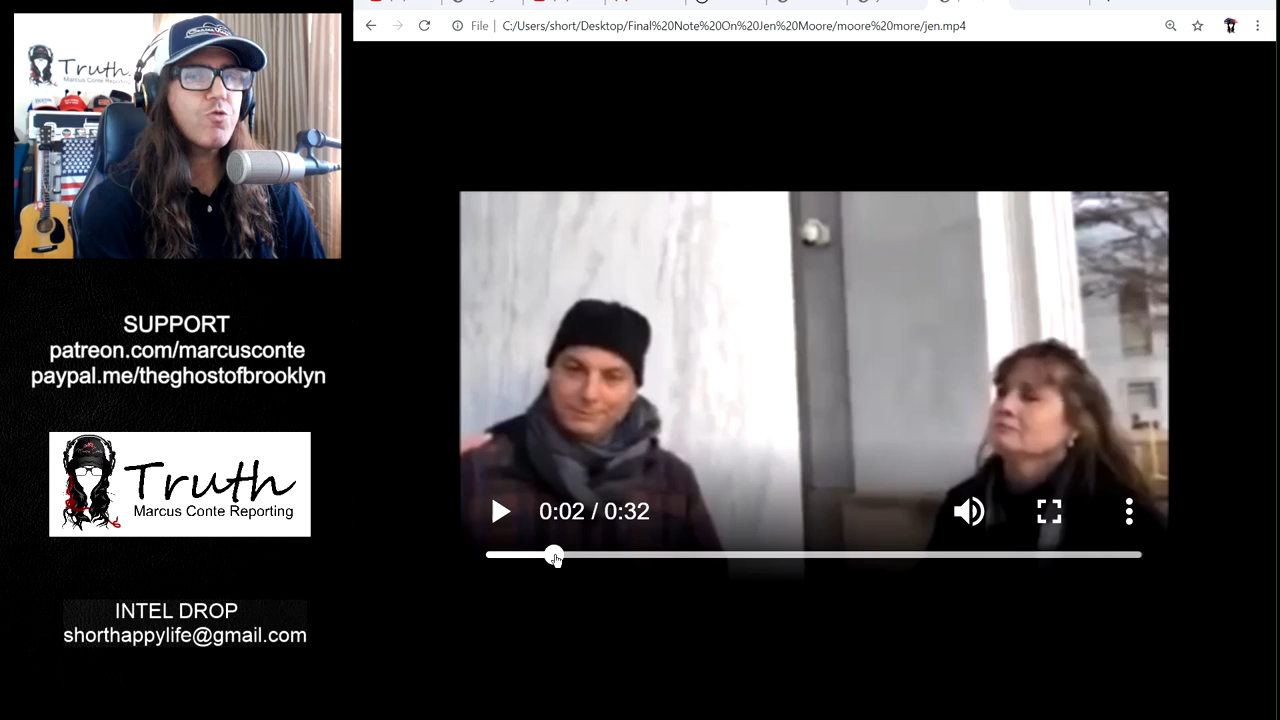 File
C:/Users/short/Desktop/Final%20Note%20On%20Jen%20Moore/moore%20more/jen.mp4
Truth.
Marcus Conte Reporting
0:02 / 0:32
SUPPORT
patreon.com/marcusconte
paypal.me/theghostofbrooklyn
Truth
Marcus Conte Reporting
INTEL DROP
shorthappylife@gmail.com